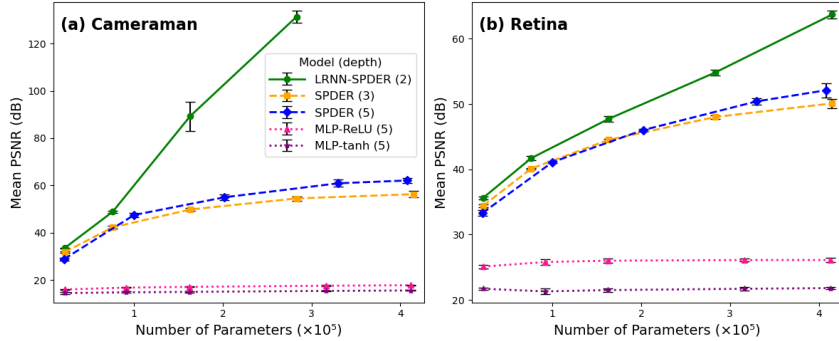 (a) Cameraman
Mean PSNR (dB)
120
100
80
60
40
20
1
2
3
4
Number of Parameters (×10⁵)
Model (depth)
LRNN-SPDER (2)
SPDER (3)
SPDER (5)
MLP-ReLU (5)
MLP-tanh (5)
(b) Retina
Mean PSNR (dB)
60
50
40
30
20
1
2
3
4
Number of Parameters (×10⁵)